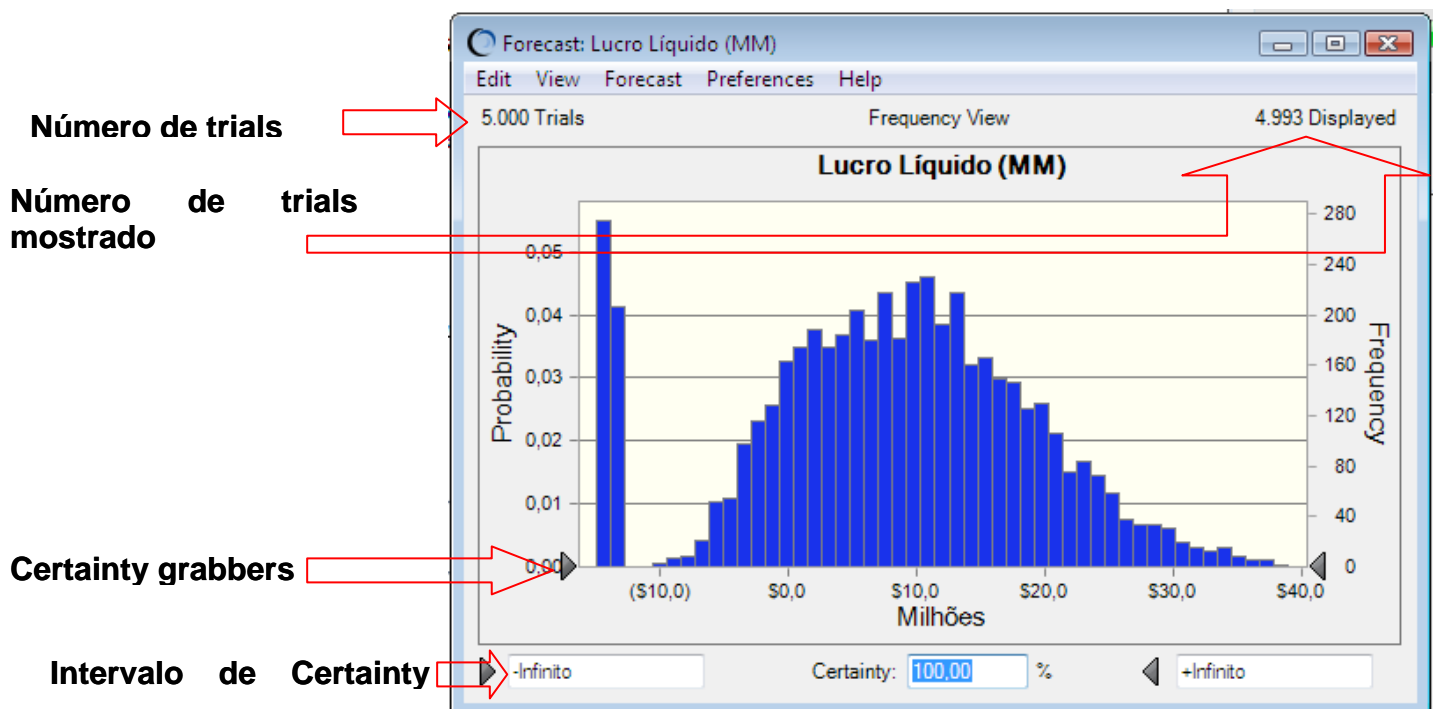 Forecast: Lucro Líquido (MM)
Edit View Forecast Preferences Help
Número de trials
5.000 Trials
Frequency View
4.993 Displayed
Lucro Líquido (MM)
Número de trials
mostrado
Probability
0,05
0,04
0,03
0,02
0,01
0,00
Frequency
280
240
200
160
120
80
40
0
Certainty grabbers
($10,0) $0,0 $10,0 $20,0 $30,0 $40,0
Milhões
Intervalo de Certainty
-Infinito
Certainty: 100,00 %
+Infinito